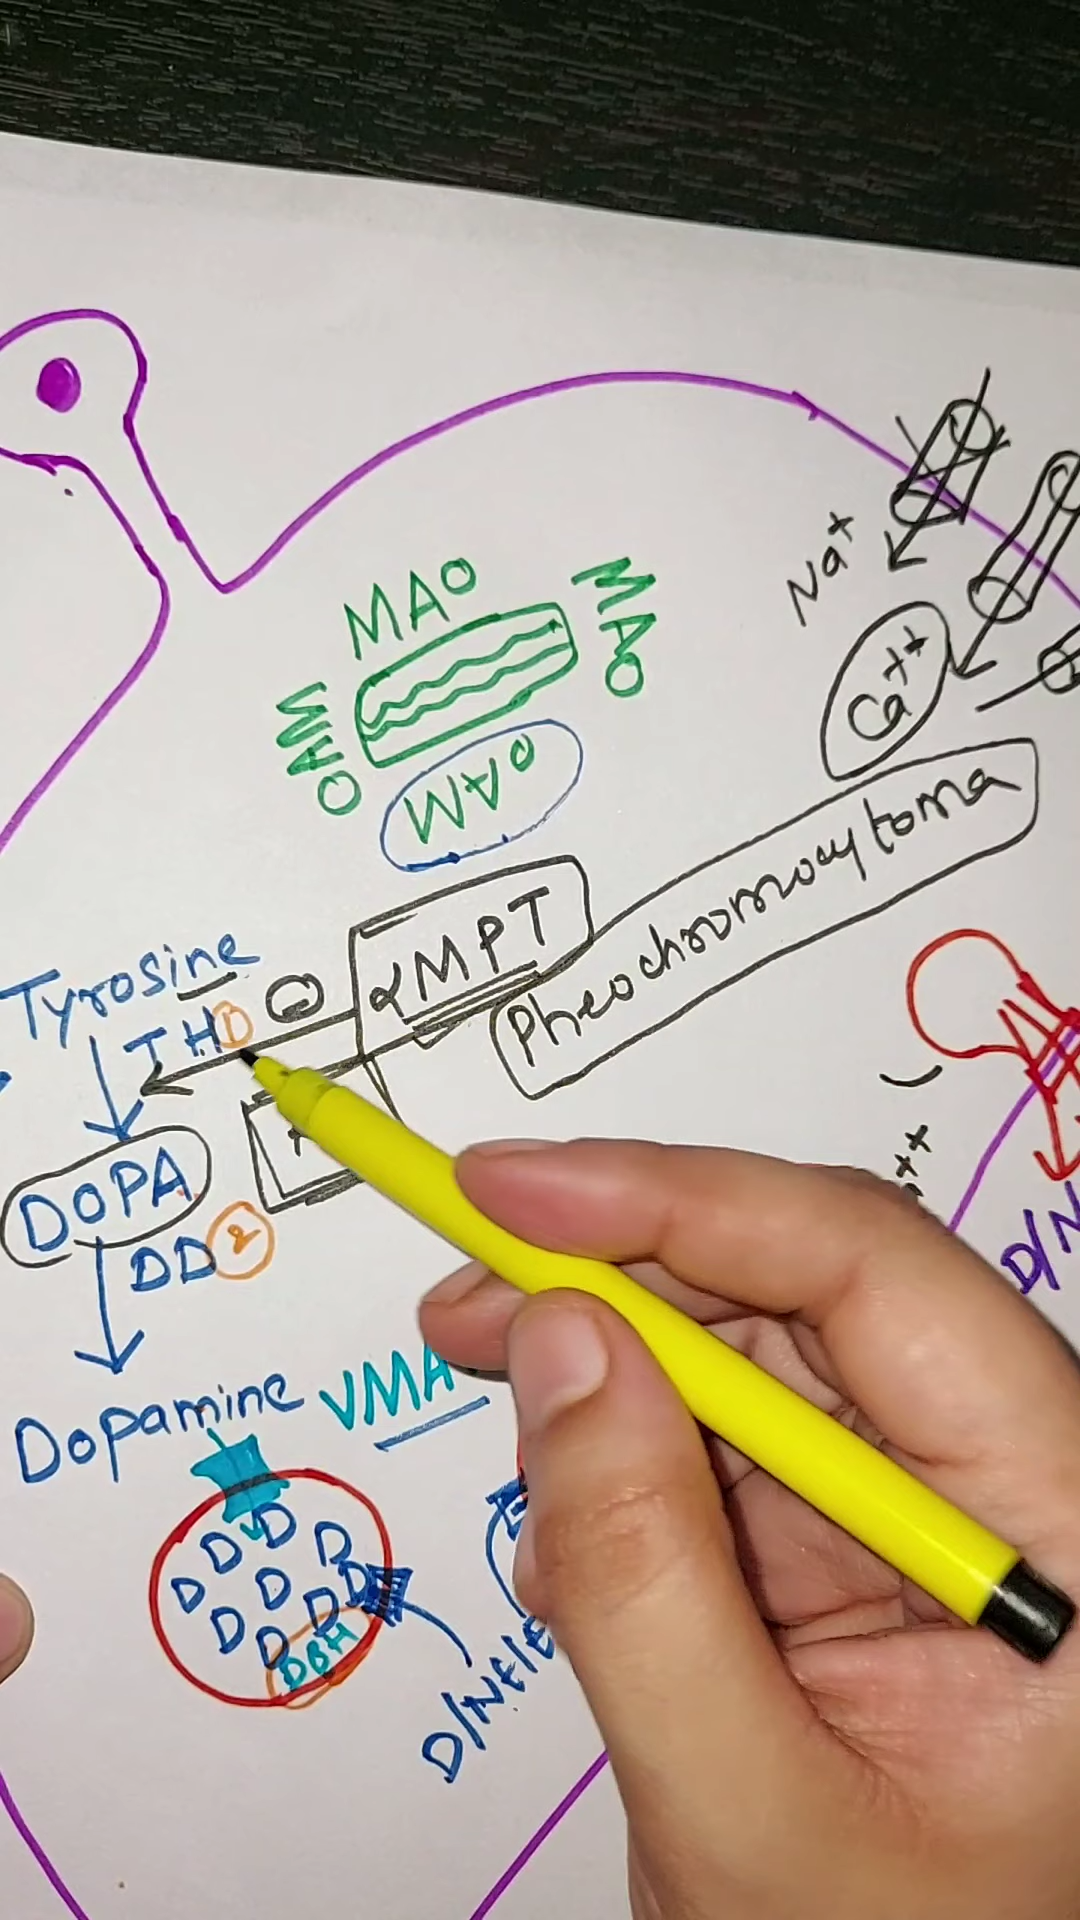 MAO
MAO
MAO
MAO
Na+
Ca++
αMPT
Pheochromocytoma
Tyrosine
TH 1
DOPA
DD 2
++
Dopamine VMA
D D D
D D D
D D
D
DBH
D/NE/E
D/N